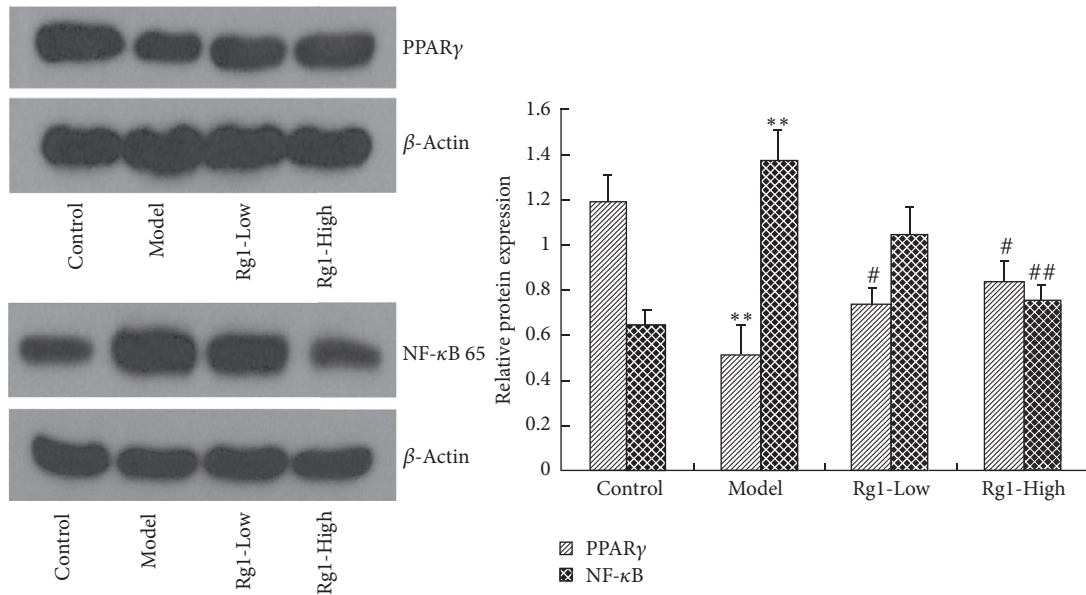 PPARγ
β-Actin
Control
Model
Rg1-Low
Rg1-High
NF-κB 65
β-Actin
Control
Model
Rg1-Low
Rg1-High
Relative protein expression
1.6
1.4
1.2
1
0.8
0.6
0.4
0.2
0
**
**
#
#
##
Control
Model
Rg1-Low
Rg1-High
PPARγ
NF-κB